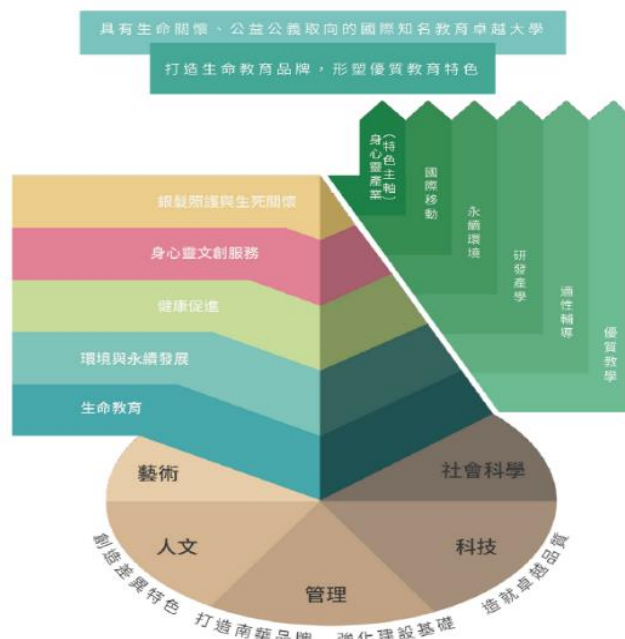 具有生命關懷、公益公義取向的國際知名教育卓越大學
打造生命教育品牌，形塑優質教育特色
身心靈產業
（特色主軸）
國際移動
永續環境
研發產學
適性輔導
優質教學
銀髮照護與生死關懷
身心靈文創服務
健康促進
環境與永續發展
生命教育
藝術
人文
管理
科技
社會科學
創造差異特色
打造南華品牌
強化建設基礎
造就卓越品質